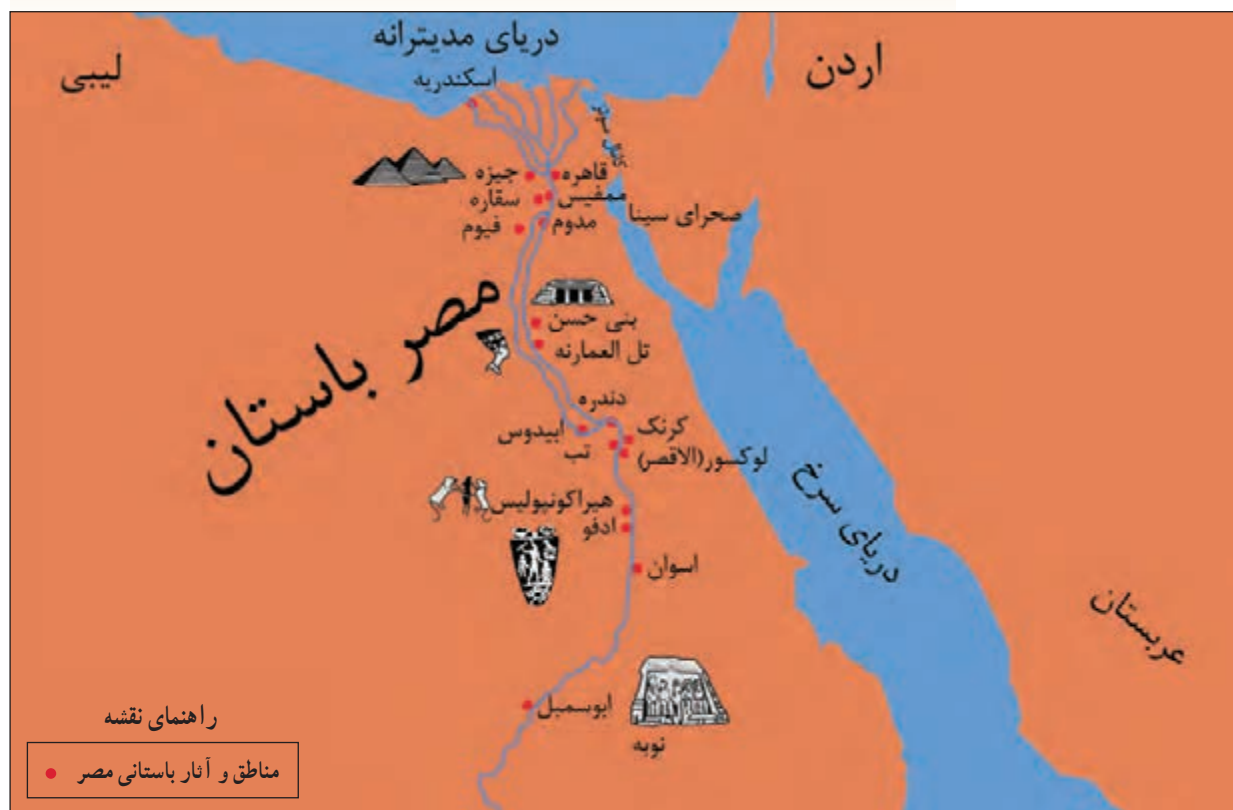 دریای مدیترانه
لیبی
اردن
اسکندریه
کانال سوئز
جیزه
قاهره
سقاره
ممفیس
صحرای سینا
فیوم
مدوم
مصر باستان
بنی حسن
تل العمارنه
دندره
ابیدوس
کرنک
تب
لوکسور(الاقصر)
دریای سرخ
هیراکونپولیس
ادفو
اسوان
عربستان
ابوسمبل
نوبه
راهنمای نقشه
مناطق و آثار باستانی مصر